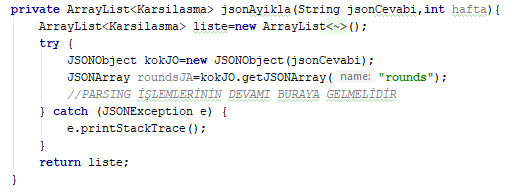 private ArrayList<Karsilasma> jsonAyikla(String jsonCevabi,int hafta){
ArrayList<Karsilasma> liste=new ArrayList<~>();
try {
JSONObject kokJO=new JSONObject(jsonCevabi);
JSONArray roundsJA=kokJO.getJSONArray( name: "rounds");
//PARSING İŞLEMLERİNİN DEVAMI BURAYA GELMELİDİR
} catch (JSONException e) {
e.printStackTrace();
}
return liste;
}